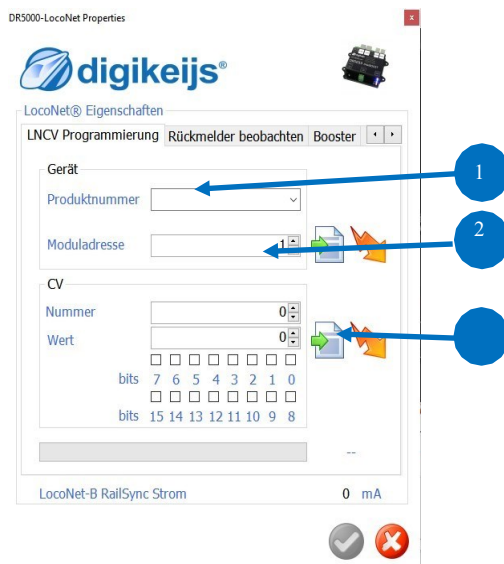 DR5000-LocoNet Properties
x
digikeijs®
LocoNet® Eigenschaften
LNCV Programmierung Rückmelder beobachten Booster
Gerät
Produktnummer
1
Moduladresse 1
2
CV
Nummer 0
Wert 0
bits 7 6 5 4 3 2 1 0
bits 15 14 13 12 11 10 9 8
--
LocoNet-B RailSync Strom 0 mA